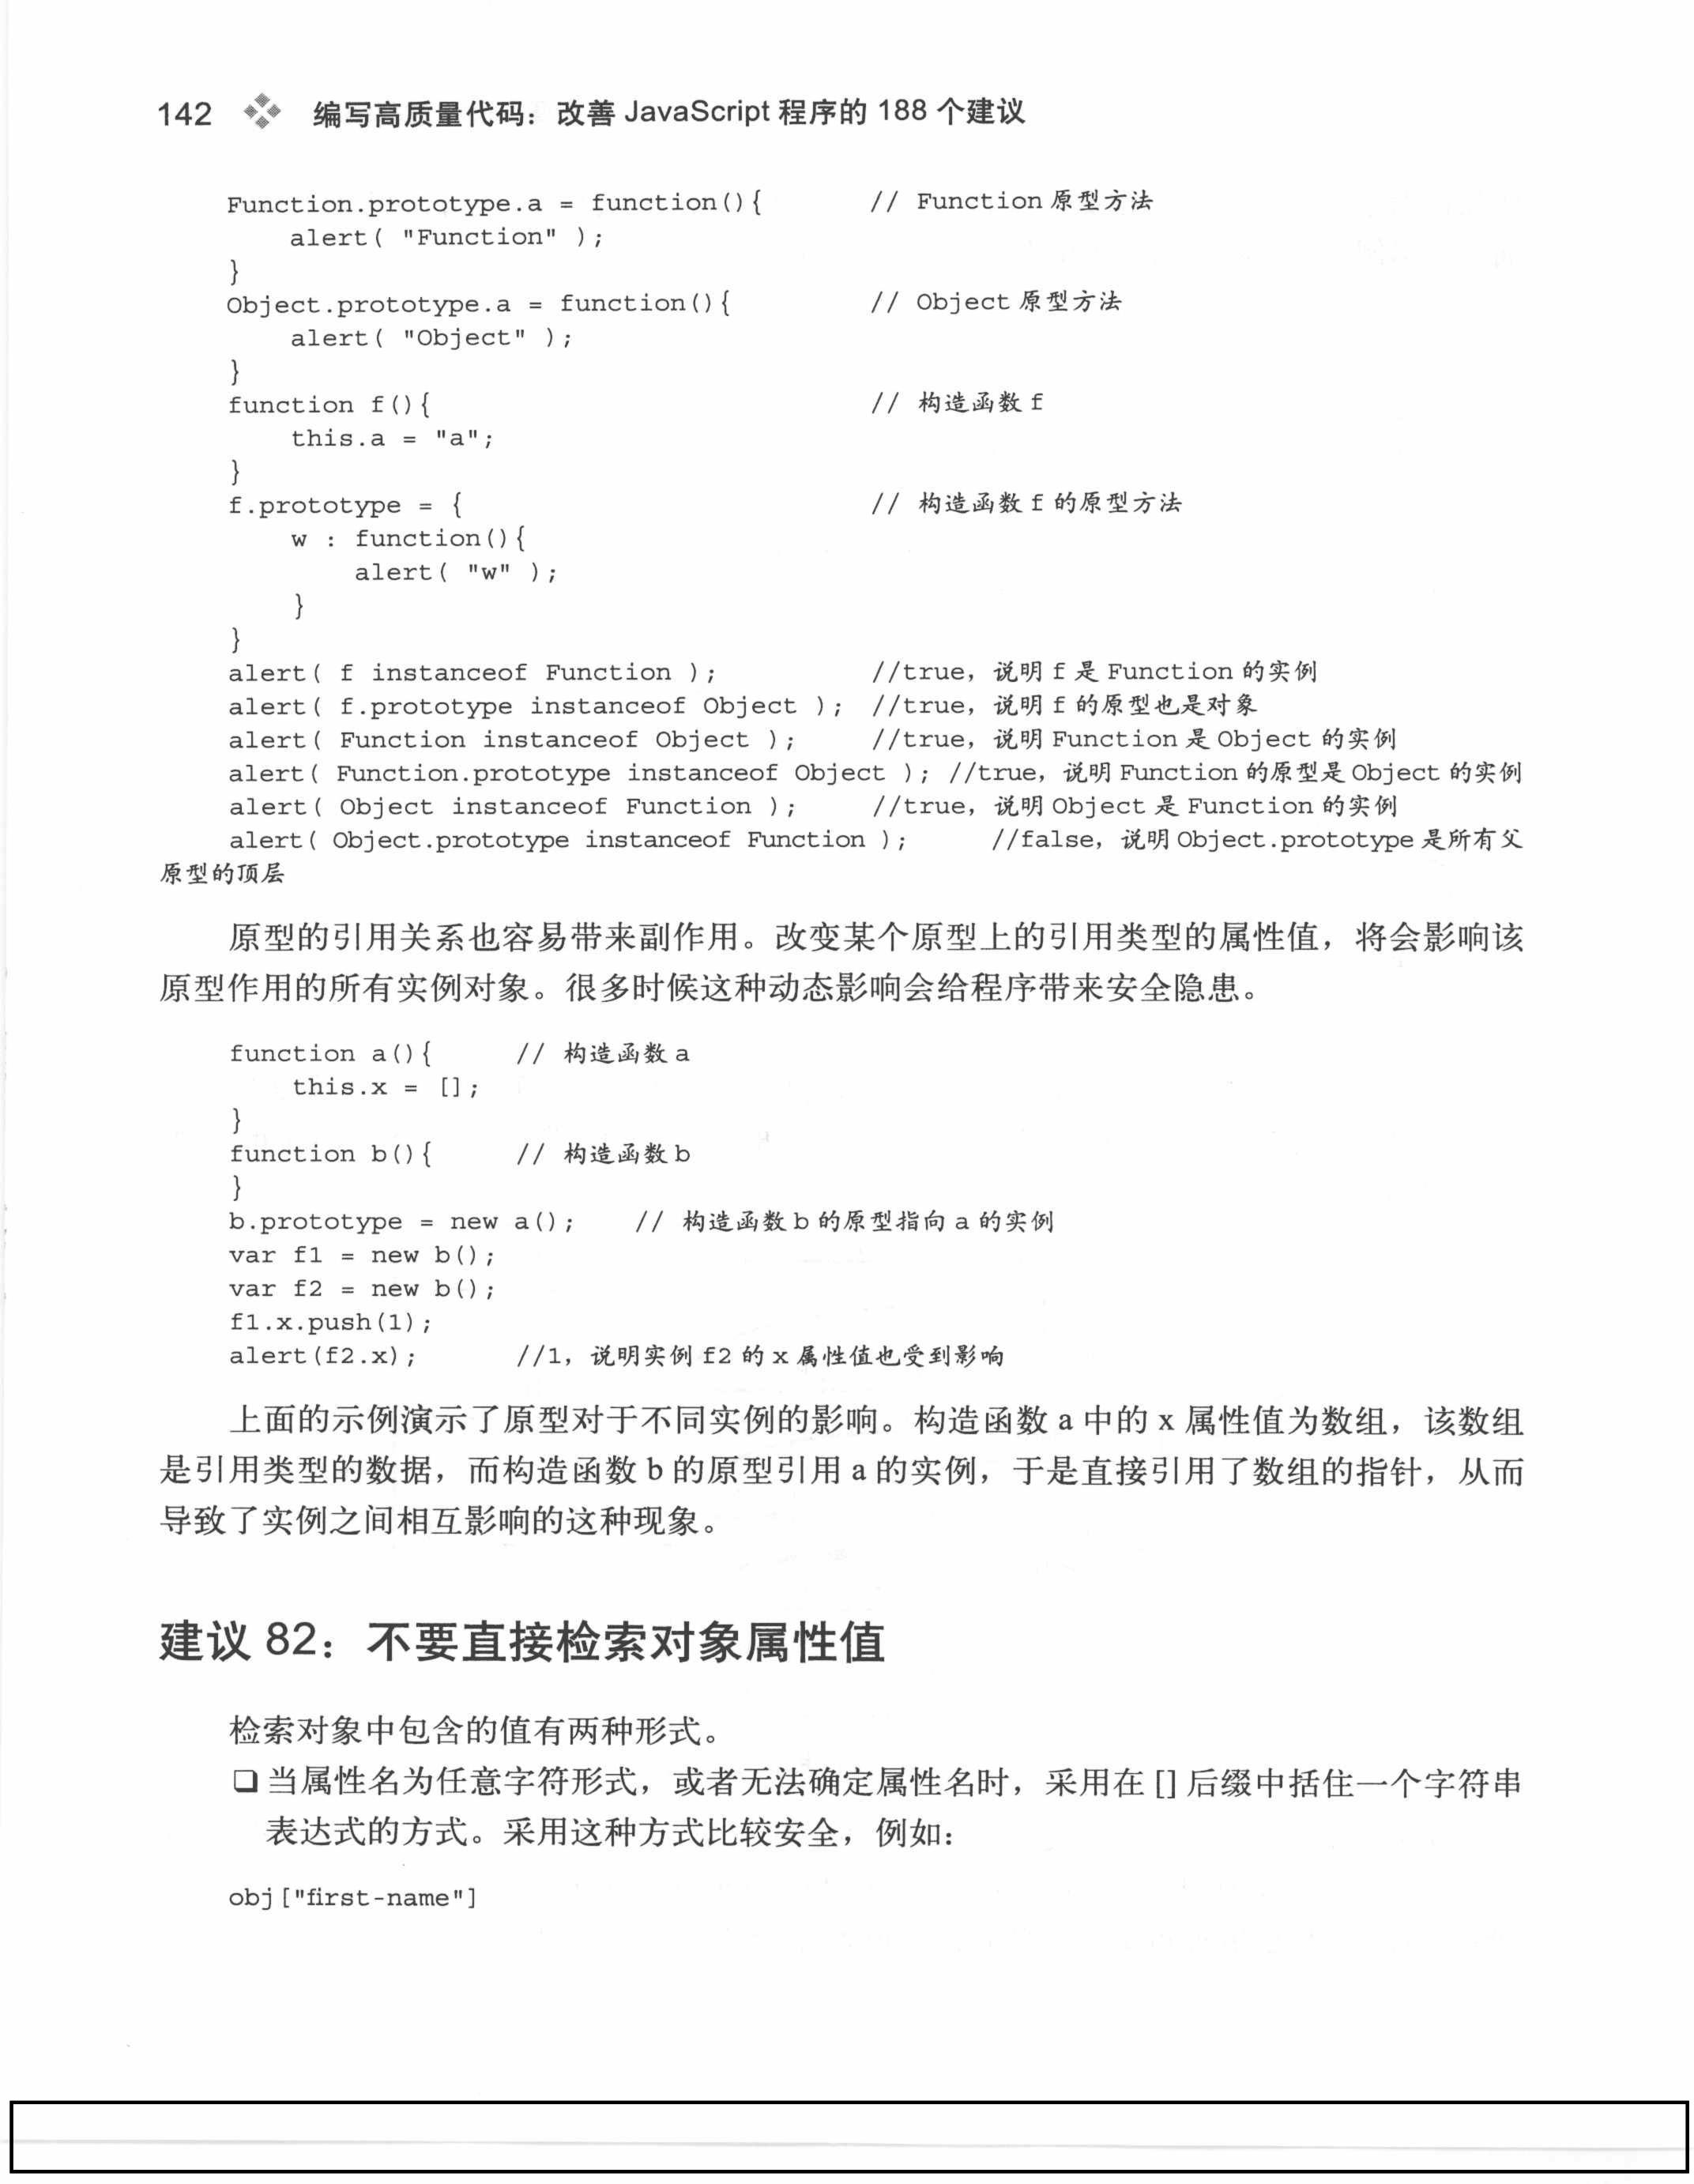 142 编写高质量代码：改善 JavaScript 程序的 188 个建议
Function.prototype.a = function(){ // Function 原型方法
alert( "Function" );
}
Object.prototype.a = function(){ // Object 原型方法
alert( "Object" );
}
function f(){ // 构造函数 f
this.a = "a";
}
f.prototype = { // 构造函数 f 的原型方法
w : function(){
alert( "w" );
}
}
alert( f instanceof Function ); //true，说明 f 是 Function 的实例
alert( f.prototype instanceof Object ); //true，说明 f 的原型也是对象
alert( Function instanceof Object ); //true，说明 Function 是 Object 的实例
alert( Function.prototype instanceof Object ); //true，说明 Function 的原型是 Object 的实例
alert( Object instanceof Function ); //true，说明 Object 是 Function 的实例
alert( Object.prototype instanceof Function ); //false，说明 Object.prototype 是所有父
原型的顶层
原型的引用关系也容易带来副作用。改变某个原型上的引用类型的属性值，将会影响该
原型作用的所有实例对象。很多时候这种动态影响会给程序带来安全隐患。
function a(){ // 构造函数 a
this.x = [];
}
function b(){ // 构造函数 b
}
b.prototype = new a(); // 构造函数 b 的原型指向 a 的实例
var f1 = new b();
var f2 = new b();
f1.x.push(1);
alert(f2.x); //1，说明实例 f2 的 x 属性值也受到影响
上面的示例演示了原型对于不同实例的影响。构造函数 a 中的 x 属性值为数组，该数组
是引用类型的数据，而构造函数 b 的原型引用 a 的实例，于是直接引用了数组的指针，从而
导致了实例之间相互影响的这种现象。
建议 82：不要直接检索对象属性值
检索对象中包含的值有两种形式。
❑ 当属性名为任意字符形式，或者无法确定属性名时，采用在 [] 后缀中括住一个字符串
表达式的方式。采用这种方式比较安全，例如：
obj["first-name"]